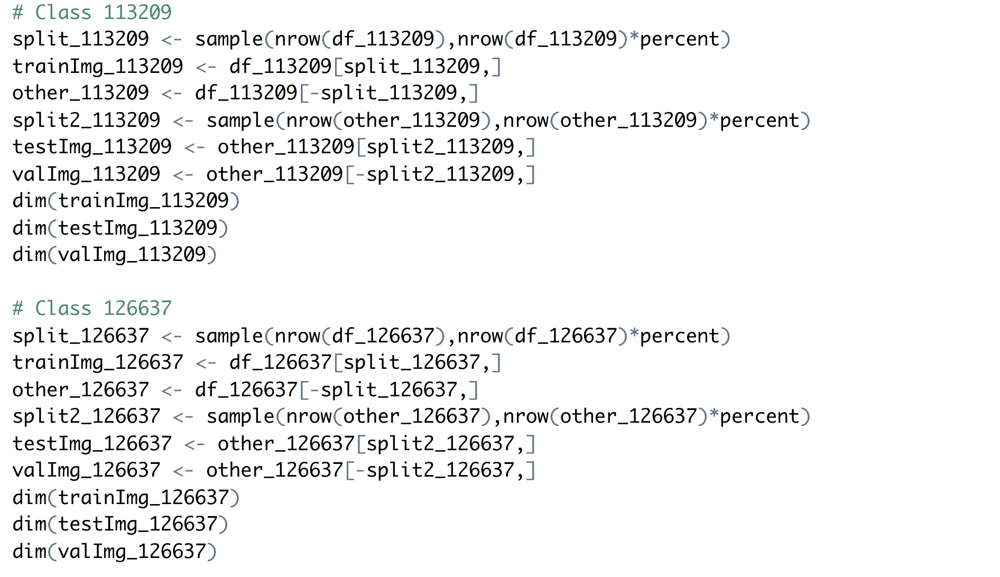 # Class 113209
split_113209 <- sample(nrow(df_113209),nrow(df_113209)*percent)
trainImg_113209 <- df_113209[split_113209,]
other_113209 <- df_113209[-split_113209,]
split2_113209 <- sample(nrow(other_113209),nrow(other_113209)*percent)
testImg_113209 <- other_113209[split2_113209,]
valImg_113209 <- other_113209[-split2_113209,]
dim(trainImg_113209)
dim(testImg_113209)
dim(valImg_113209)

# Class 126637
split_126637 <- sample(nrow(df_126637),nrow(df_126637)*percent)
trainImg_126637 <- df_126637[split_126637,]
other_126637 <- df_126637[-split_126637,]
split2_126637 <- sample(nrow(other_126637),nrow(other_126637)*percent)
testImg_126637 <- other_126637[split2_126637,]
valImg_126637 <- other_126637[-split2_126637,]
dim(trainImg_126637)
dim(testImg_126637)
dim(valImg_126637)